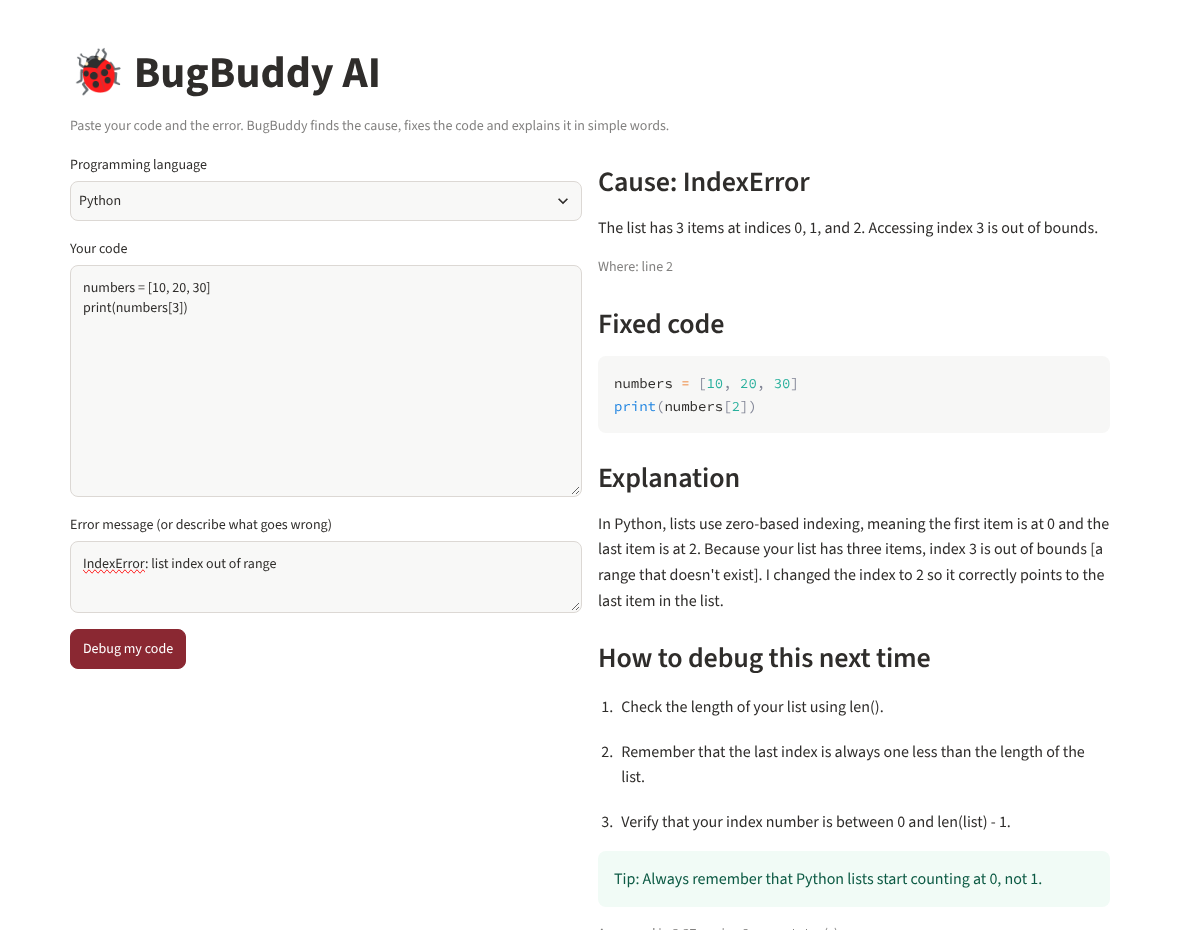 BugBuddy AI
Paste your code and the error. BugBuddy finds the cause, fixes the code and explains it in simple words.
Programming language
Python
Your code
numbers = [10, 20, 30]
print(numbers[3])
Error message (or describe what goes wrong)
IndexError: list index out of range
Debug my code
Cause: IndexError
The list has 3 items at indices 0, 1, and 2. Accessing index 3 is out of bounds.
Where: line 2
Fixed code
numbers = [10, 20, 30]
print(numbers[2])
Explanation
In Python, lists use zero-based indexing, meaning the first item is at 0 and the
last item is at 2. Because your list has three items, index 3 is out of bounds [a
range that doesn't exist]. I changed the index to 2 so it correctly points to the
last item in the list.
How to debug this next time
1. Check the length of your list using len().
2. Remember that the last index is always one less than the length of the
list.
3. Verify that your index number is between 0 and len(list) - 1.
Tip: Always remember that Python lists start counting at 0, not 1.